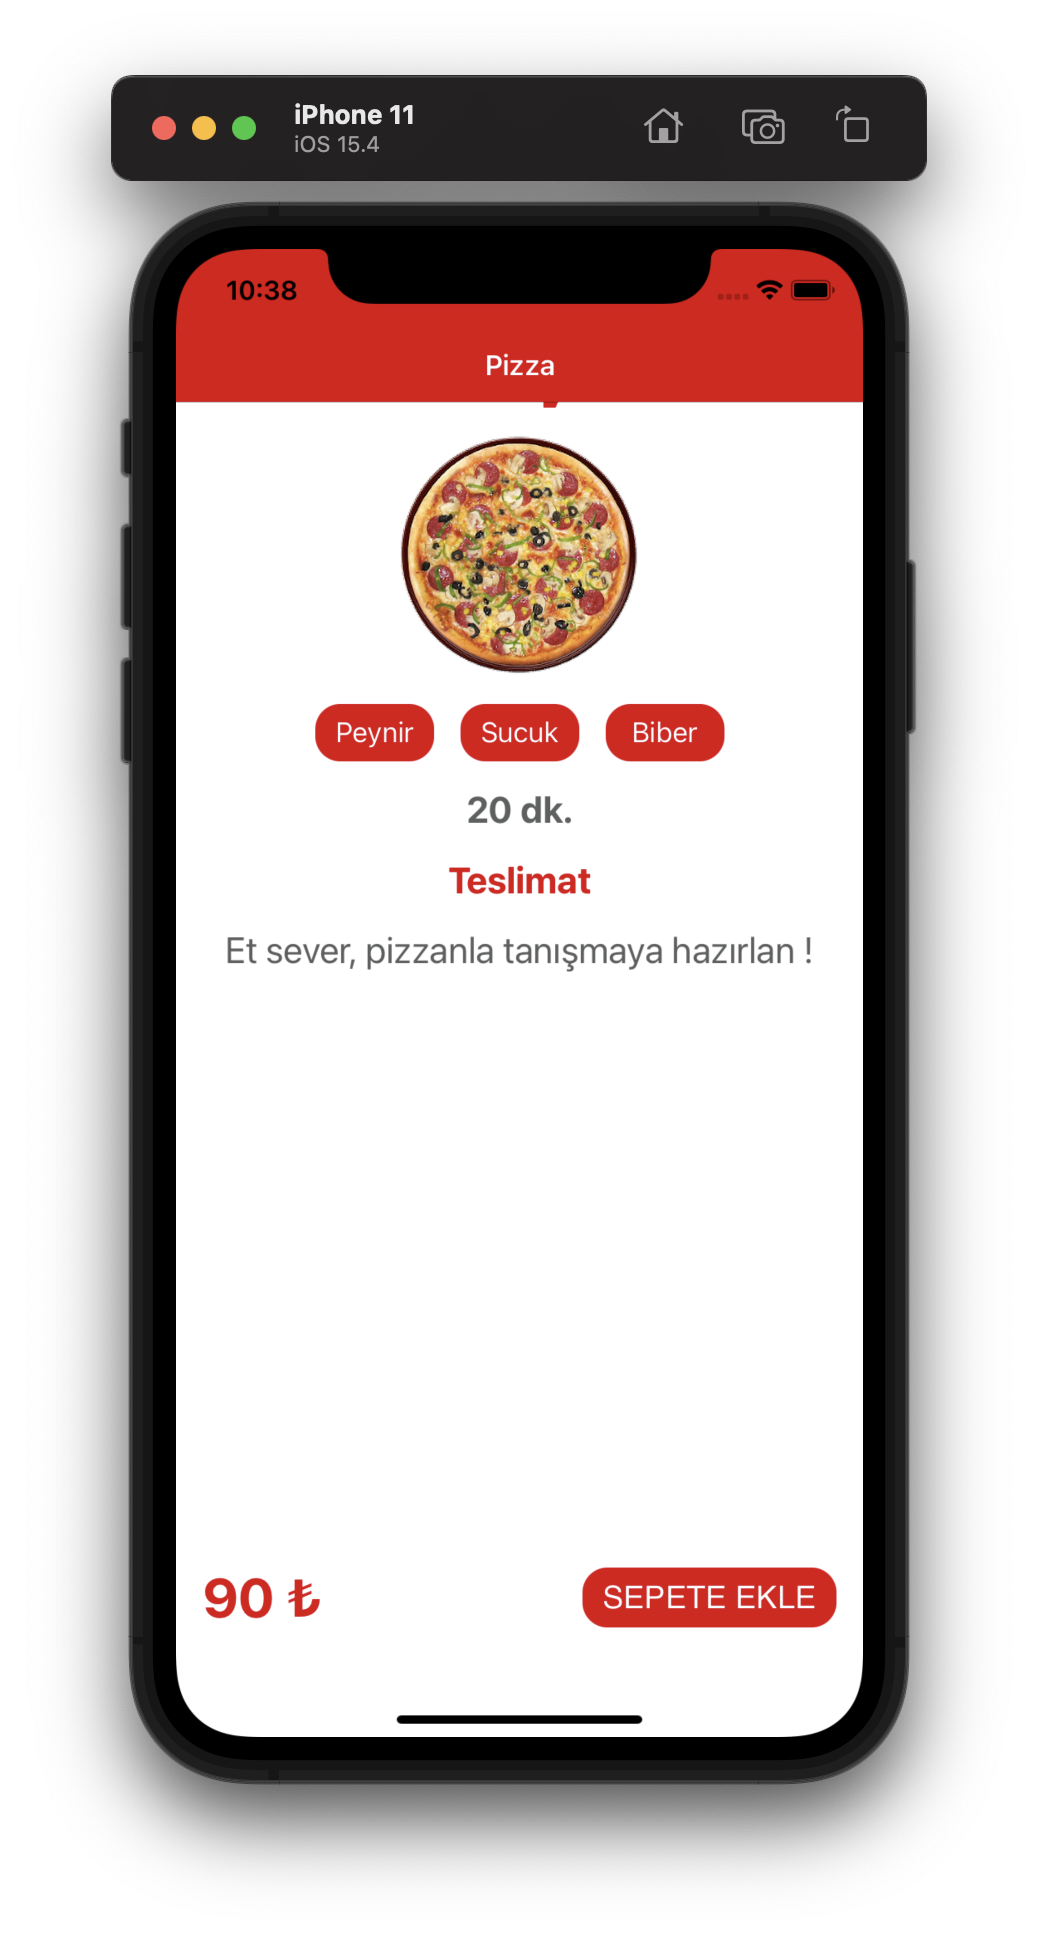 iPhone 11
iOS 15.4
10:38
Pizza
Peynir Sucuk Biber
20 dk.
Teslimat
Et sever, pizzanla tanışmaya hazırlan !
90 ₺ SEPETE EKLE